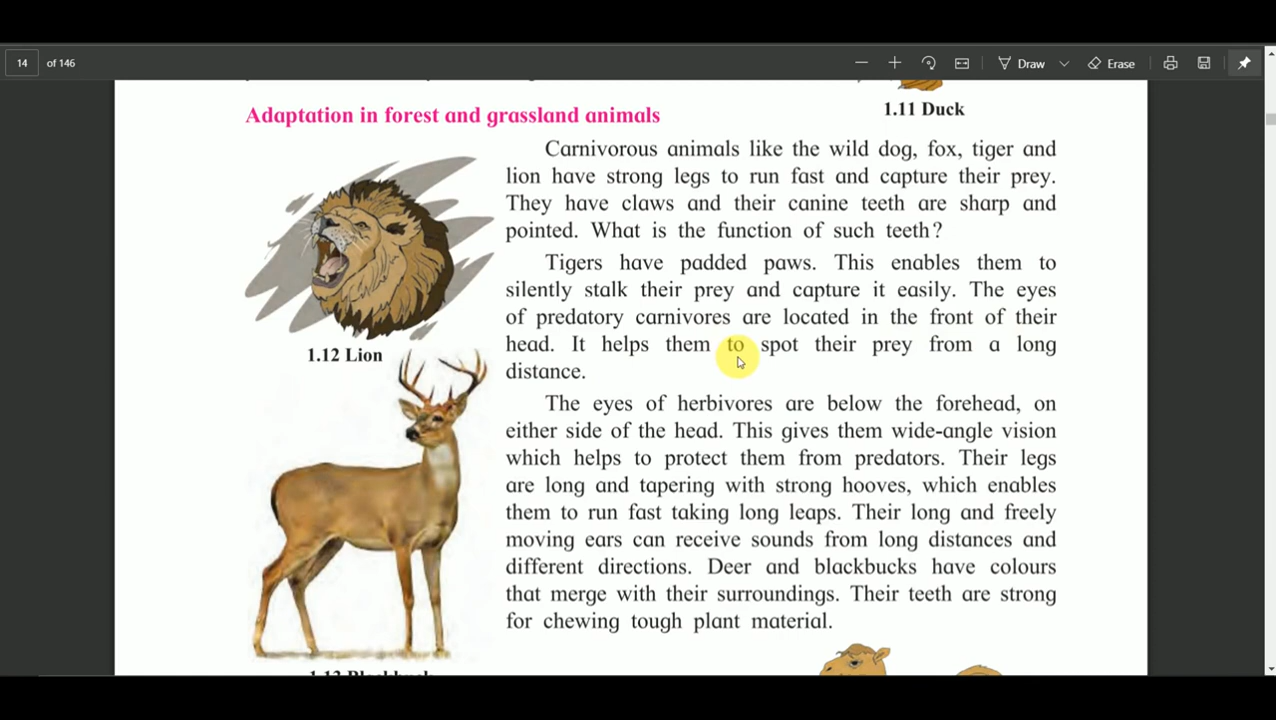 14 of 146
Draw
Erase
1.11 Duck
Adaptation in forest and grassland animals
Carnivorous animals like the wild dog, fox, tiger and
lion have strong legs to run fast and capture their prey.
They have claws and their canine teeth are sharp and
pointed. What is the function of such teeth?
Tigers have padded paws. This enables them to
silently stalk their prey and capture it easily. The eyes
of predatory carnivores are located in the front of their
head. It helps them to spot their prey from a long
distance.
1.12 Lion
The eyes of herbivores are below the forehead, on
either side of the head. This gives them wide-angle vision
which helps to protect them from predators. Their legs
are long and tapering with strong hooves, which enables
them to run fast taking long leaps. Their long and freely
moving ears can receive sounds from long distances and
different directions. Deer and blackbucks have colours
that merge with their surroundings. Their teeth are strong
for chewing tough plant material.
1.13 Blackbuck